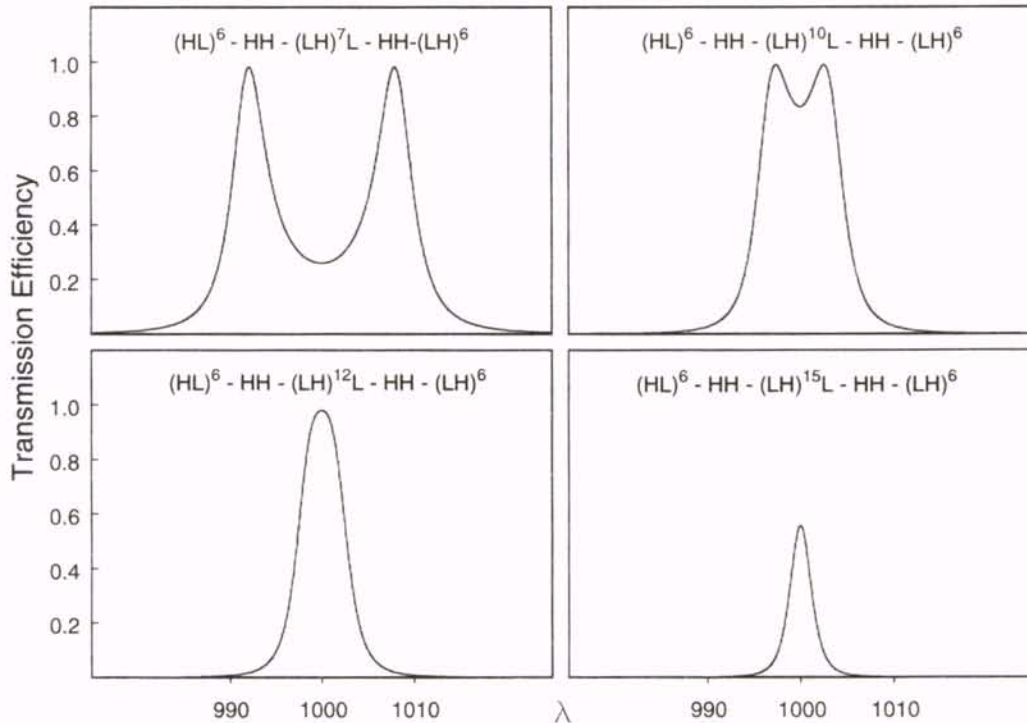 (HL)⁶ - HH - (LH)⁷L - HH-(LH)⁶
(HL)⁶ - HH - (LH)¹⁰L - HH - (LH)⁶
1.0
0.8
0.6
0.4
0.2
Transmission Efficiency
(HL)⁶ - HH - (LH)¹²L - HH - (LH)⁶
(HL)⁶ - HH - (LH)¹⁵L - HH - (LH)⁶
1.0
0.8
0.6
0.4
0.2
990 1000 1010 λ 990 1000 1010